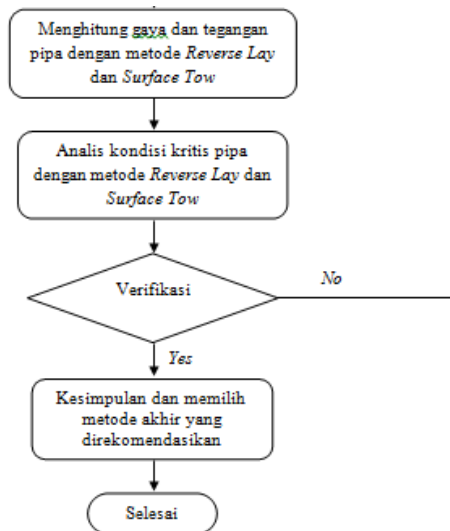 Menghitung gaya dan tegangan
pipa dengan metode Reverse Lay
dan Surface Tow
Analis kondisi kritis pipa
dengan metode Reverse Lay dan
Surface Tow
Verifikasi
No
Yes
Kesimpulan dan memilih
metode akhir yang
direkomendasikan
Selesai